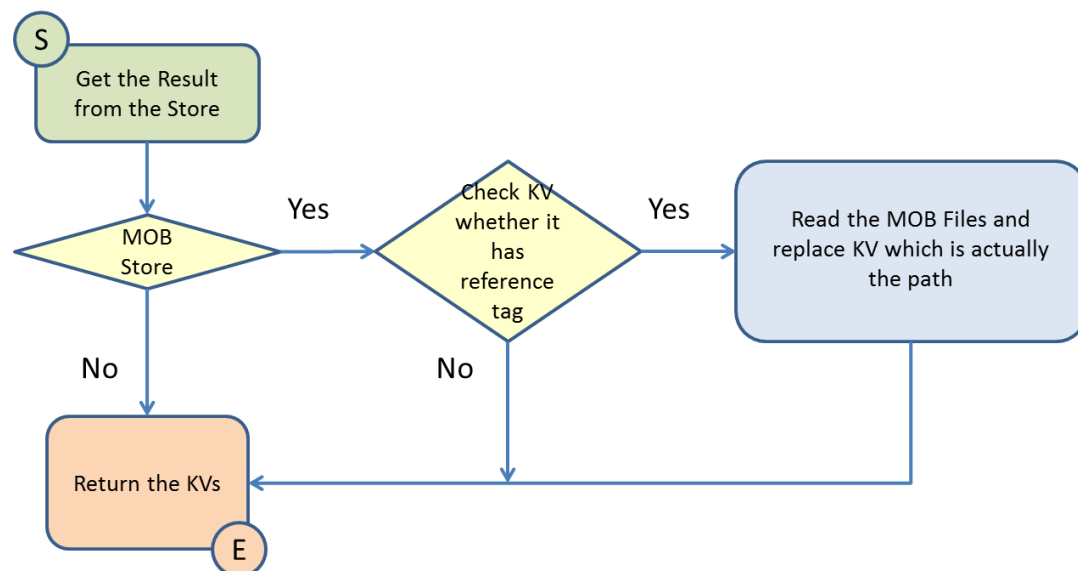 S
Get the Result
from the Store
MOB
Store
Yes
Check KV
whether it
has
reference
tag
Yes
Read the MOB Files and
replace KV which is actually
the path
No
No
Return the KVs
E